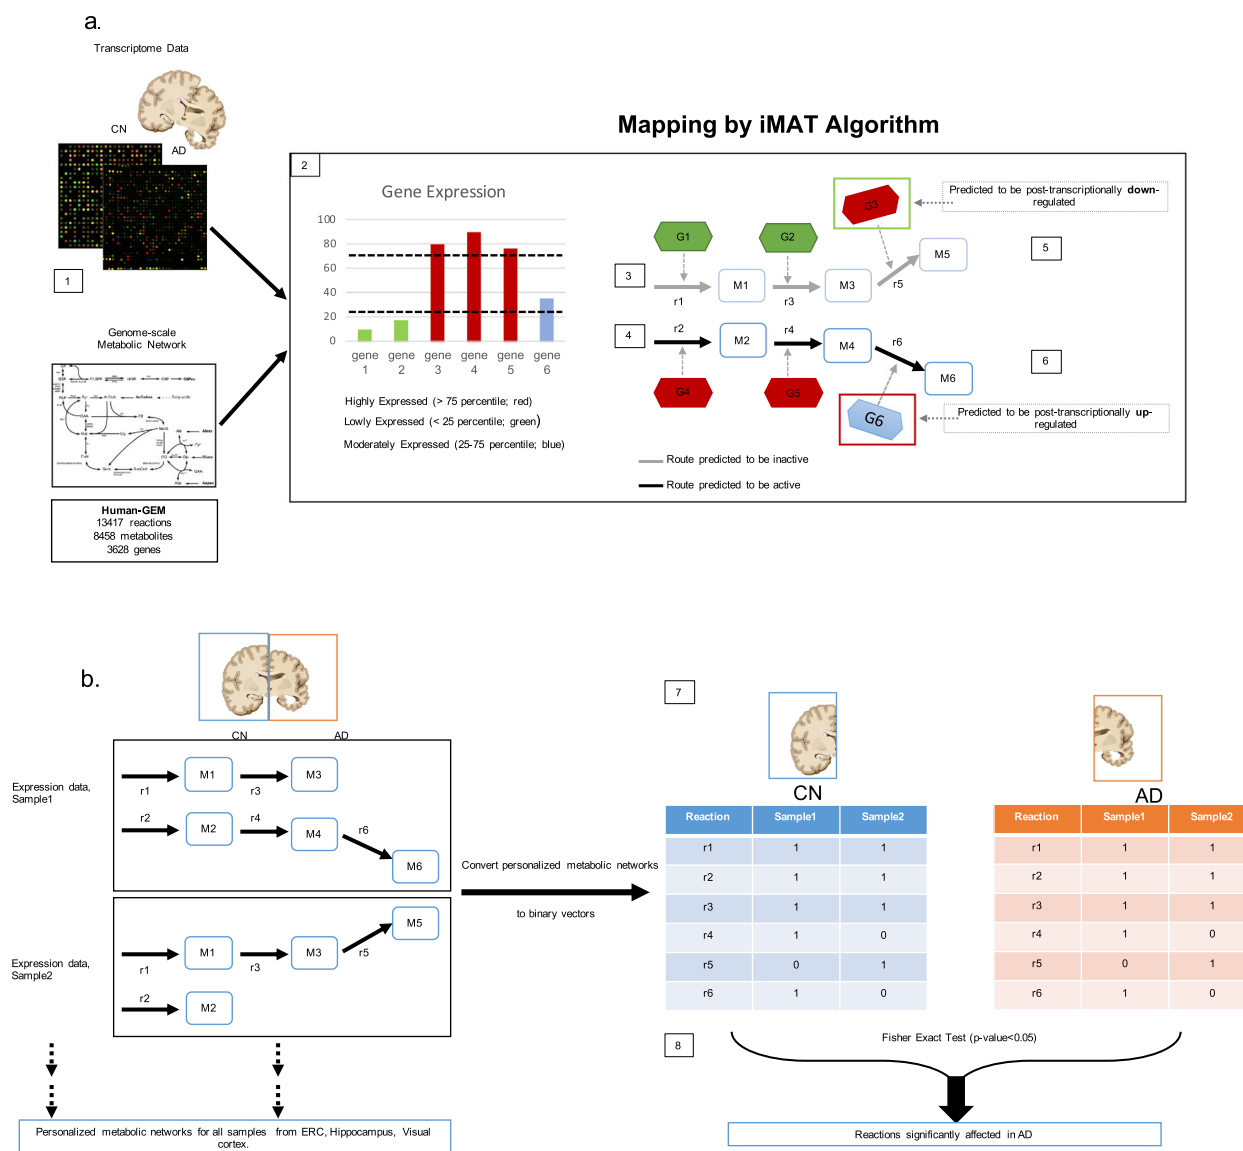 a.
Transcriptome Data
CN
AD
1
Genome-scale
Metabolic Network
Human-GEM
13417 reactions
8458 metabolites
3628 genes
Mapping by iMAT Algorithm
2
Gene Expression
100
80
60
40
20
0
gene 1
gene 2
gene 3
gene 4
gene 5
gene 6
Highly Expressed (> 75 percentile; red)
Lowly Expressed (< 25 percentile; green)
Moderately Expressed (25-75 percentile; blue)
G1
G2
G3
Predicted to be post-transcriptionally down-
regulated
3
r1
M1
r3
M3
r5
M5
5
4
r2
M2
r4
M4
r6
M6
6
G4
G5
G6
Predicted to be post-transcriptionally up-
regulated
Route predicted to be inactive
Route predicted to be active
b.
CN
AD
Expression data,
Sample1
r1
M1
r3
M3
r2
M2
r4
M4
r6
M6
Expression data,
Sample2
r1
M1
r3
M3
r5
M5
r2
M2
Personalized metabolic networks for all samples from ERC, Hippocampus, Visual
cortex.
Convert personalized metabolic networks
to binary vectors
7
CN
Reaction Sample1 Sample2
r1 1 1
r2 1 1
r3 1 1
r4 1 0
r5 0 1
r6 1 0
AD
Reaction Sample1 Sample2
r1 1 1
r2 1 1
r3 1 1
r4 1 0
r5 0 1
r6 1 0
8
Fisher Exact Test (p-value<0.05)
Reactions significantly affected in AD